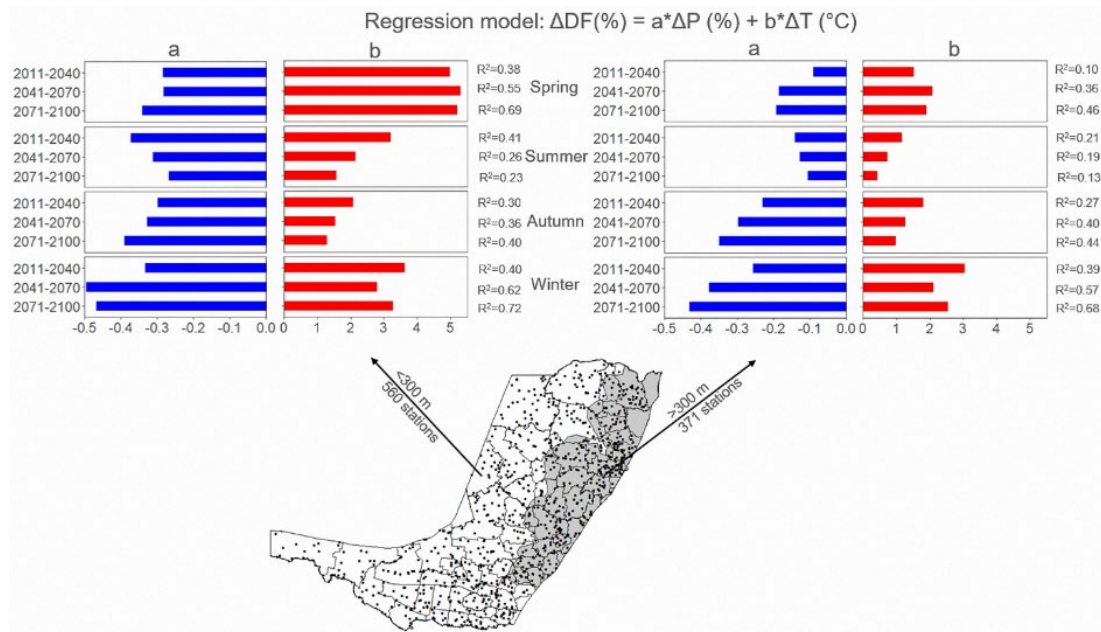 Regression model: ΔDF(%) = a*ΔP (%) + b*ΔT (°C)
a b a b
2011-2040 R²=0.38 Spring 2011-2040 R²=0.10
2041-2070 R²=0.55 2041-2070 R²=0.36
2071-2100 R²=0.69 2071-2100 R²=0.46
2011-2040 R²=0.41 Summer 2011-2040 R²=0.21
2041-2070 R²=0.26 2041-2070 R²=0.19
2071-2100 R²=0.23 2071-2100 R²=0.13
2011-2040 R²=0.30 Autumn 2011-2040 R²=0.27
2041-2070 R²=0.36 2041-2070 R²=0.40
2071-2100 R²=0.40 2071-2100 R²=0.44
2011-2040 R²=0.40 Winter 2011-2040 R²=0.39
2041-2070 R²=0.62 2041-2070 R²=0.57
2071-2100 R²=0.72 2071-2100 R²=0.68
-0.5 -0.4 -0.3 -0.2 -0.1 0.0 0 1 2 3 4 5 -0.5 -0.4 -0.3 -0.2 -0.1 0.0 0 1 2 3 4 5
<300 m
560 stations
>300 m
371 stations